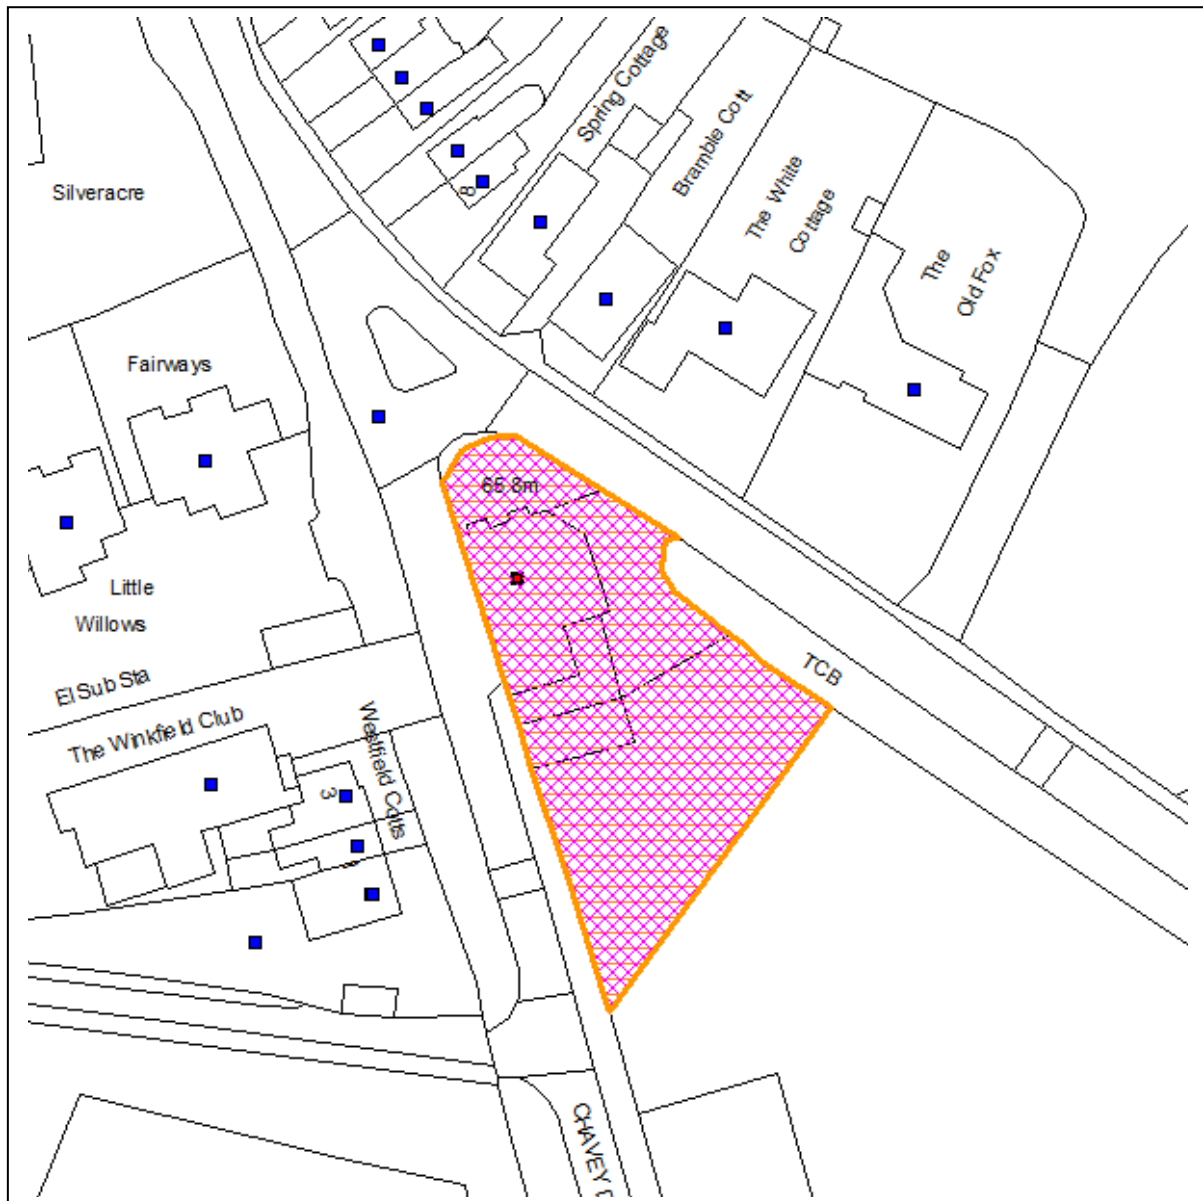 Spring Cottage
Silveracre
8
Bramble Cott
The White
Cottage
The
Old Fox
Fairways
65.8m
Little
Willows
El Sub Sta
TCB
The Winkfield Club
Westfield Cotts
3
CHAVEY D